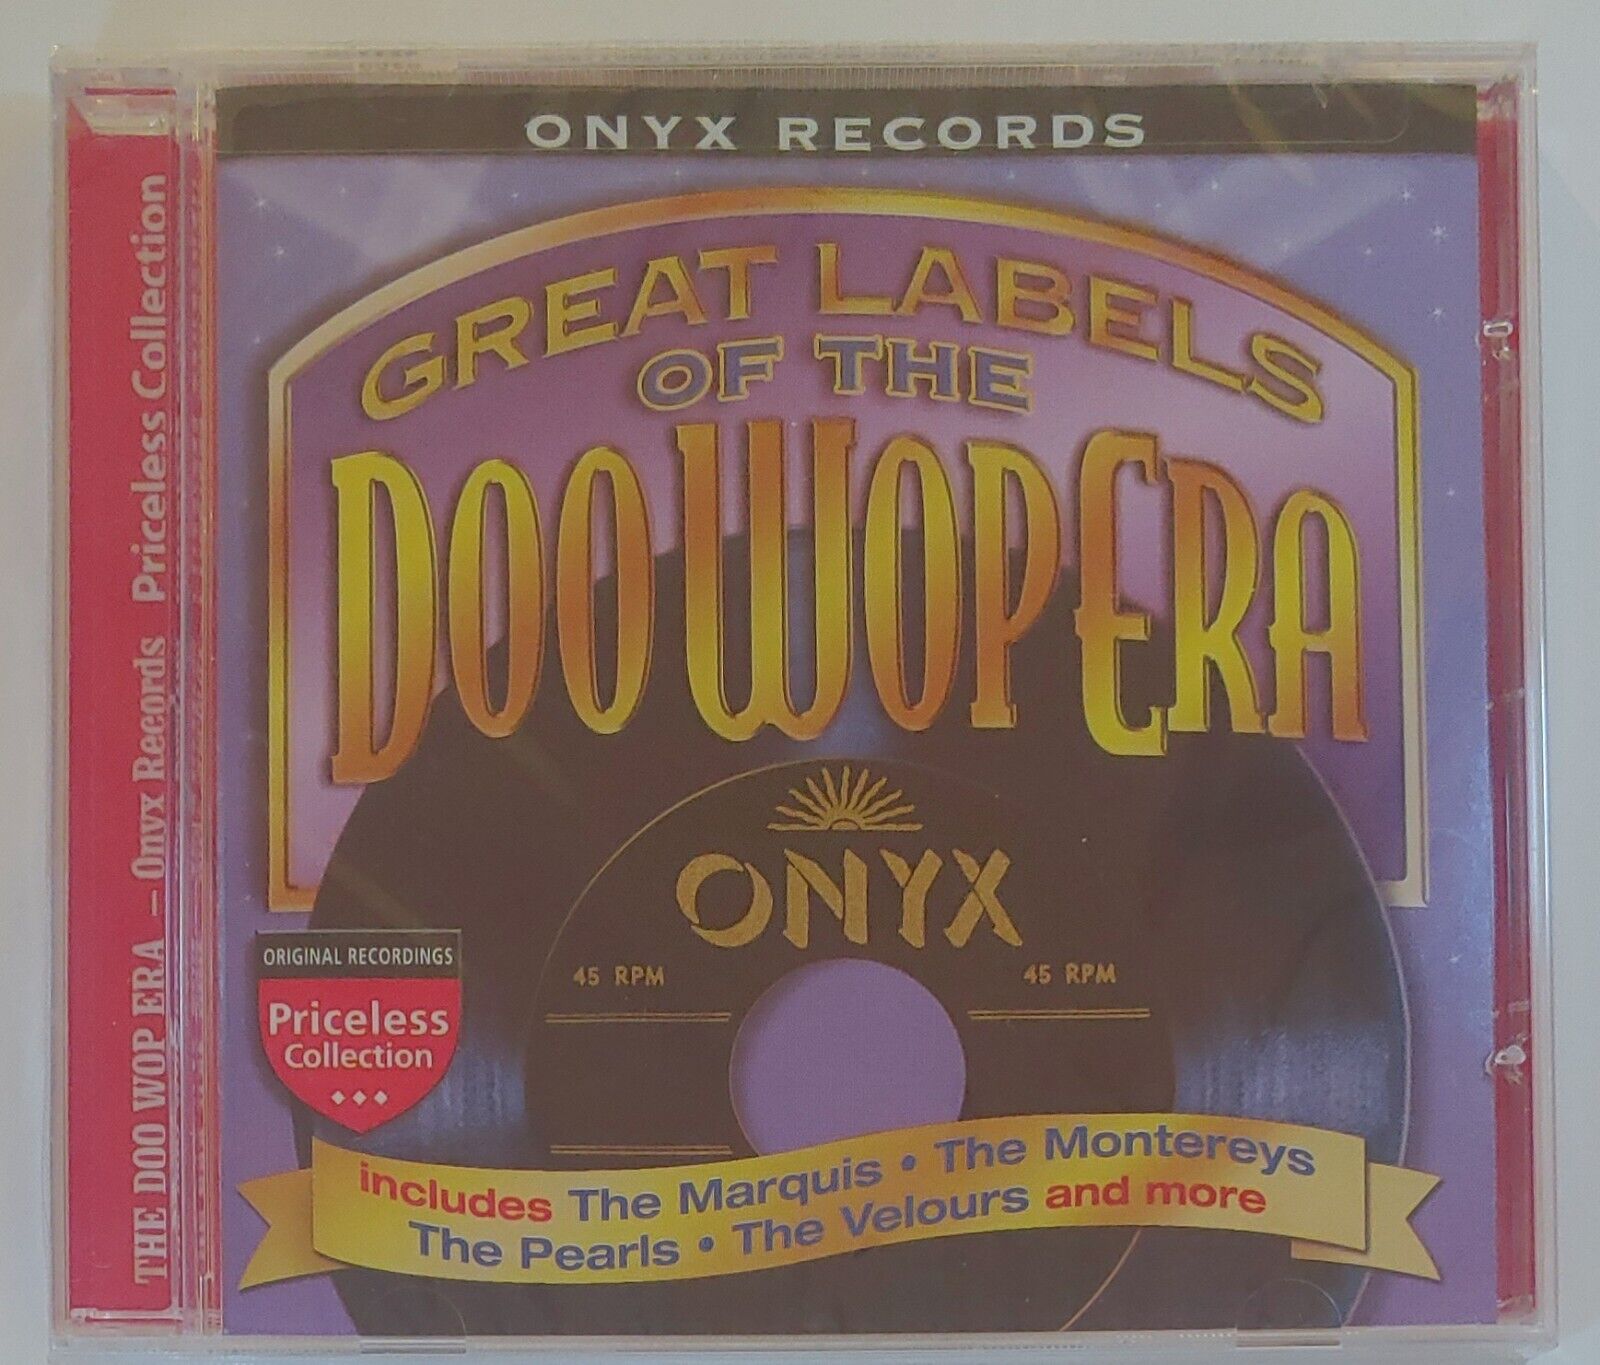 THE DOO WOP ERA – Onyx Records Priceless Collection
ONYX RECORDS
GREAT LABELS
OF THE
DOO WOP ERA
ONYX
45 RPM 45 RPM
ORIGINAL RECORDINGS
Priceless
Collection
includes The Marquis • The Montereys
The Pearls • The Velours and more